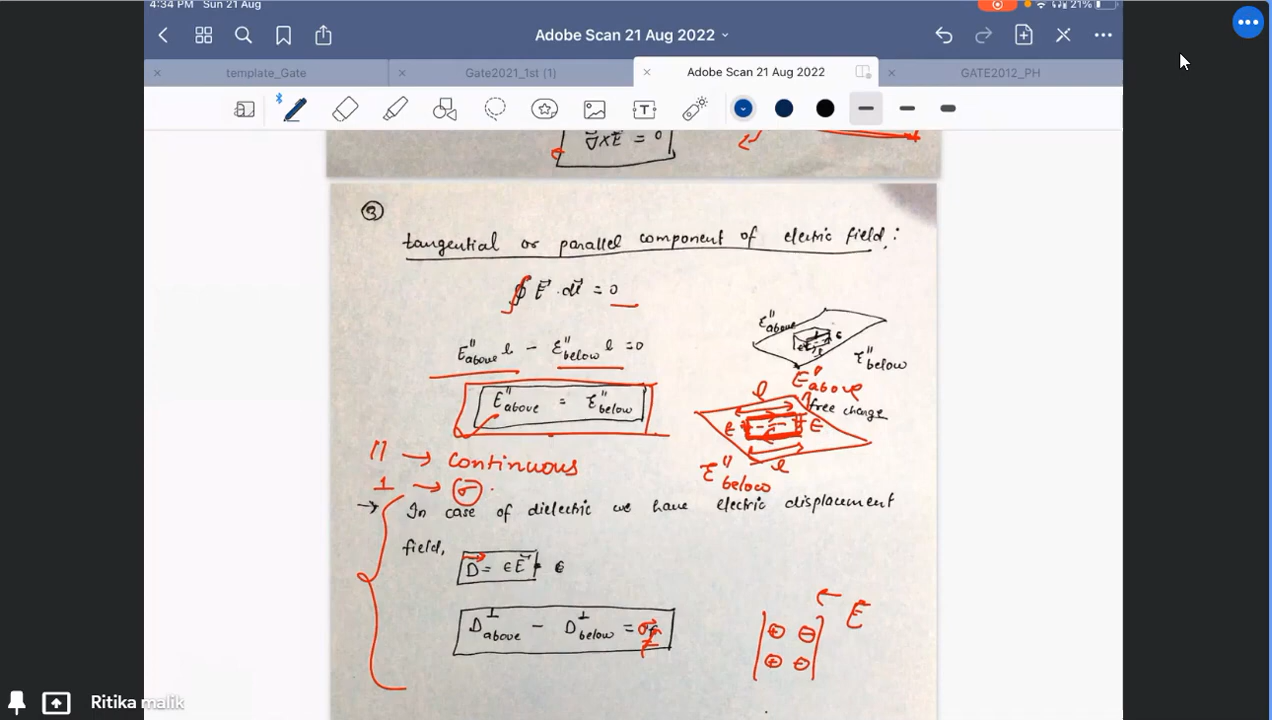 4:34 PM Sun 21 Aug
21%
Adobe Scan 21 Aug 2022
template_Gate
Gate2021_1st (1)
Adobe Scan 21 Aug 2022
GATE2012_PH
T
∇×E⃗ = 0
③
tangential or parallel component of electric field:
∮ E⃗ · dl⃗ = 0
E"above l − E"below l = 0
E"above = E"below
E"above
E
l
E"below
E"above
free charge
l
E
E
l
E"below
11 → continuous
⊥ → σ
→ In case of dielectric we have electric displacement
field,
D⃗ = ∈E⃗ ∈
D⊥above − D⊥below = σf
← E⃗
+ −
+ −
Ritika malik